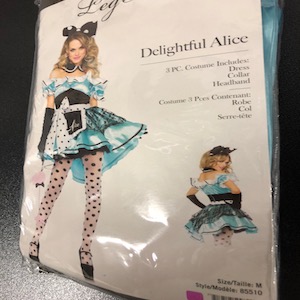 Leg
Delightful Alice
3 PC. Costume Includes:
Dress
Collar
Headband
Costume 3 Pces Contenant:
Robe
Col
Serre-tête
Size/Taille: M
Style/Modèle: 85510